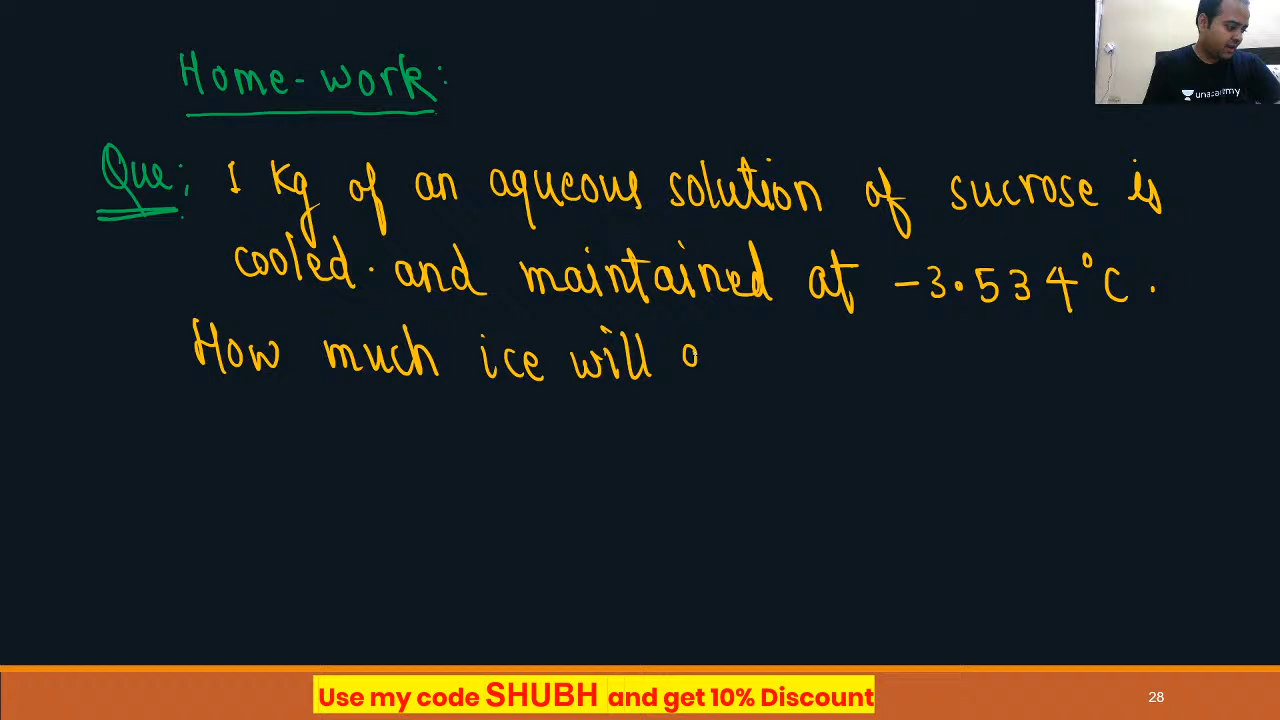 Home-work:
unacademy
Que: 1 Kg of an aqueous solution of sucrose is
cooled. and maintained at -3.534°C.
How much ice will o
Use my code SHUBH and get 10% Discount
28